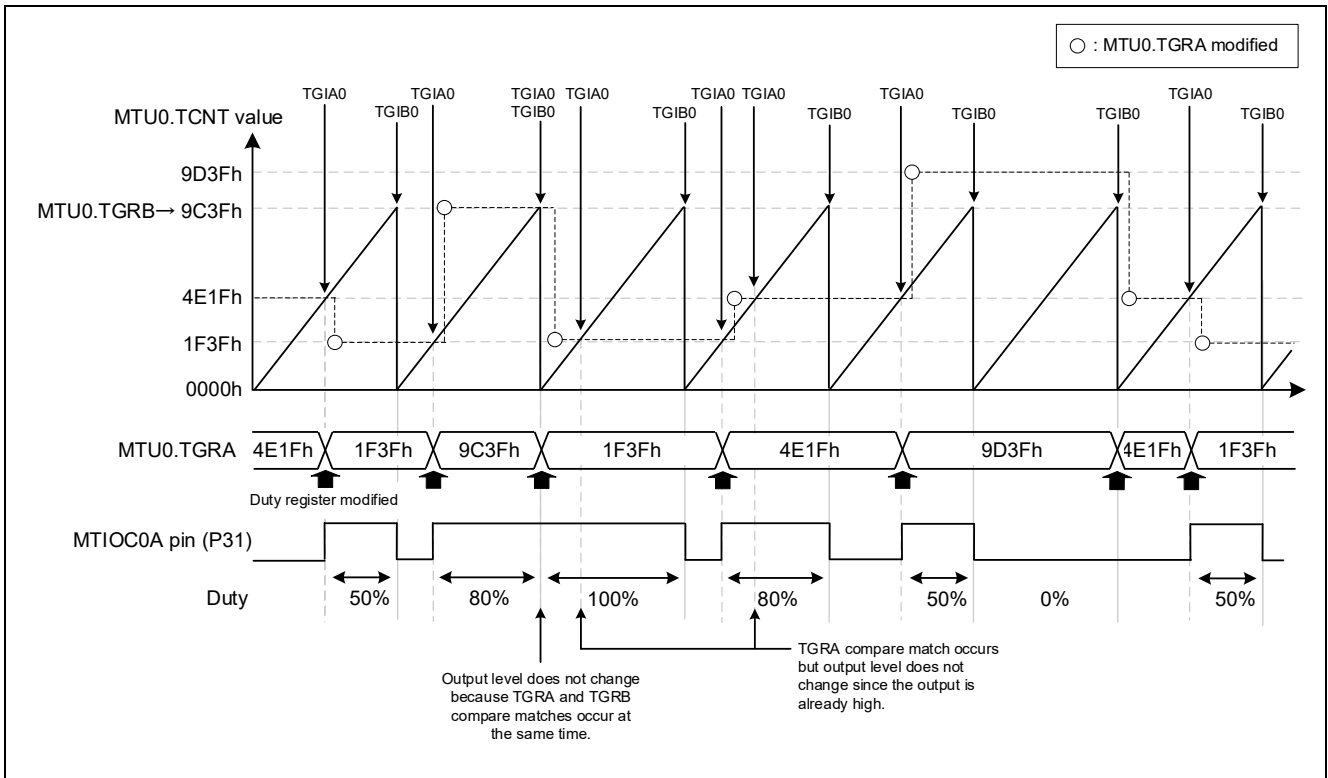 ○ : MTU0.TGRA modified
TGIA0 TGIA0 TGIA0 TGIA0 TGIA0 TGIA0 TGIA0 TGIA0
TGIB0 TGIB0 TGIB0 TGIB0 TGIB0 TGIB0 TGIB0
MTU0.TCNT value
9D3Fh
MTU0.TGRB→ 9C3Fh
4E1Fh
1F3Fh
0000h
MTU0.TGRA 4E1Fh 1F3Fh 9C3Fh 1F3Fh 4E1Fh 9D3Fh 4E1Fh 1F3Fh
Duty register modified
MTIOC0A pin (P31)
Duty 50% 80% 100% 80% 50% 0% 50%
Output level does not change
because TGRA and TGRB
compare matches occur at
the same time.
TGRA compare match occurs
but output level does not
change since the output is
already high.